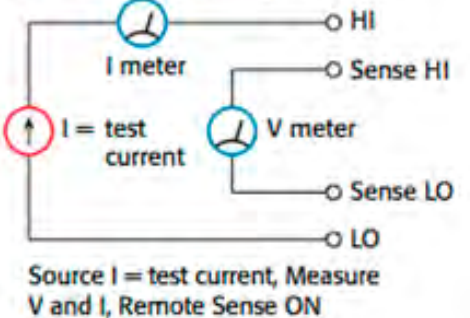 HI
I meter
Sense HI
I = test
current
V meter
Sense LO
LO
Source I = test current, Measure
V and I, Remote Sense ON